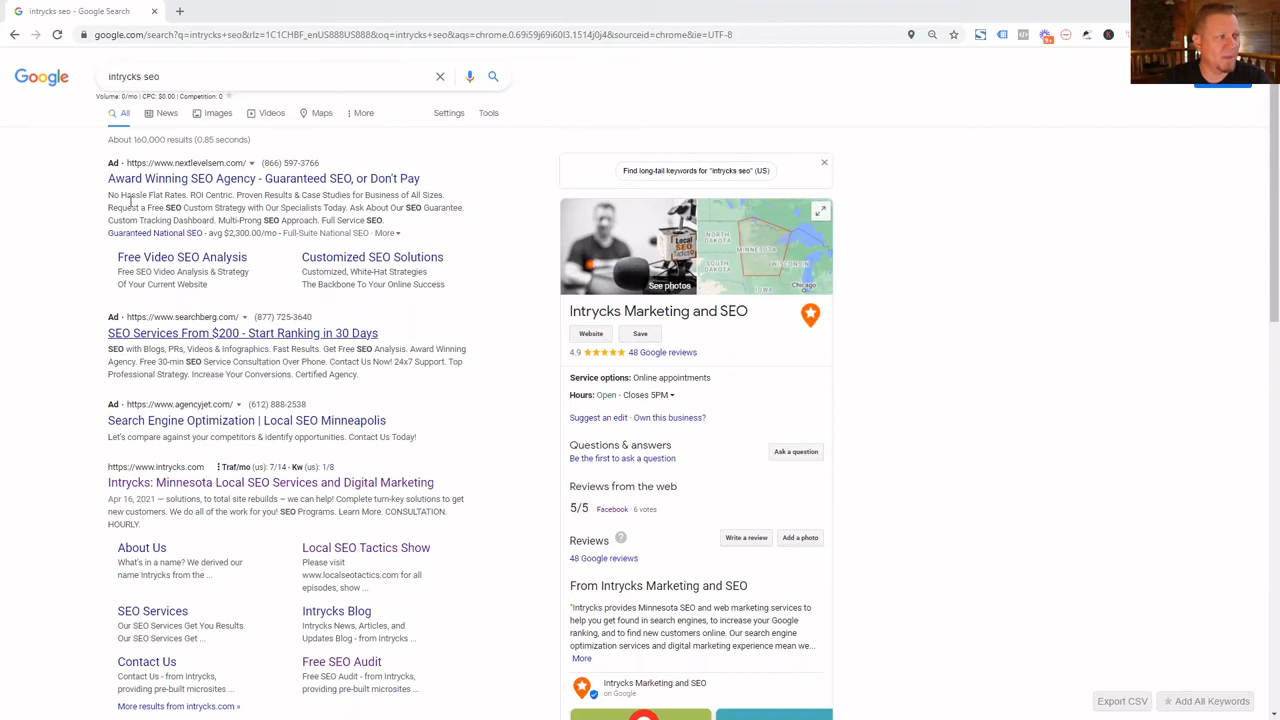 intrycks seo - Google Search
google.com/search?q=intrycks+seo&rlz=1C1CHBF_enUS888US888&oq=intrycks+seo&aqs=chrome.0.69i59j69i60l3.1514j0j4&sourceid=chrome&ie=UTF-8
Google
intrycks seo
Volume: 0/mo | CPC: $0.00 | Competition: 0
All News Images Videos Maps More Settings Tools
About 160,000 results (0.85 seconds)
Ad · https://www.nextlevelsem.com/ (866) 597-3766
Award Winning SEO Agency - Guaranteed SEO, or Don't Pay
No Hassle Flat Rates. ROI Centric. Proven Results & Case Studies for Business of All Sizes.
Request a Free SEO Custom Strategy with Our Specialists Today. Ask About Our SEO Guarantee.
Custom Tracking Dashboard. Multi-Prong SEO Approach. Full Service SEO.
Guaranteed National SEO - avg $2,300.00/mo - Full-Suite National SEO · More
Free Video SEO Analysis
Free SEO Video Analysis & Strategy
Of Your Current Website
Customized SEO Solutions
Customized, White-Hat Strategies
The Backbone To Your Online Success
Ad · https://www.searchberg.com/ (877) 725-3640
SEO Services From $200 - Start Ranking in 30 Days
SEO with Blogs, PRs, Videos & Infographics. Fast Results. Get Free SEO Analysis. Award Winning
Agency. Free 30-min SEO Service Consultation Over Phone. Contact Us Now! 24x7 Support. Top
Professional Strategy. Increase Your Conversions. Certified Agency.
Ad · https://www.agencyjet.com/ (612) 888-2538
Search Engine Optimization | Local SEO Minneapolis
Let's compare against your competitors & identify opportunities. Contact Us Today!
https://www.intrycks.com Traf/mo (us): 7/14 - Kw (us): 1/8
Intrycks: Minnesota Local SEO Services and Digital Marketing
Apr 16, 2021 — solutions, to total site rebuilds – we can help! Complete turn-key solutions to get
new customers. We do all of the work for you! SEO Programs. Learn More. CONSULTATION.
HOURLY.
About Us
What's in a name? We derived our
name Intrycks from the ...
Local SEO Tactics Show
Please visit
www.localseotactics.com for all
episodes, show ...
SEO Services
Our SEO Services Get You Results.
Our SEO Services Get ...
Intrycks Blog
Intrycks News, Articles, and
Updates Blog - from Intrycks ...
Contact Us
Contact Us - from Intrycks,
providing pre-built microsites ...
Free SEO Audit
Free SEO Audit - from Intrycks,
providing pre-built microsites ...
More results from intrycks.com »
Find long-tail keywords for "intrycks seo" (US)
Local SEO Tactics
See photos
NORTH DAKOTA
MINNESOTA
SOUTH DAKOTA
WISCONSIN
IOWA
Chicago
Intrycks Marketing and SEO
Website Save
4.9 48 Google reviews
Service options: Online appointments
Hours: Open · Closes 5PM
Suggest an edit · Own this business?
Questions & answers
Be the first to ask a question
Ask a question
Reviews from the web
5/5 Facebook · 6 votes
Reviews
Write a review Add a photo
48 Google reviews
From Intrycks Marketing and SEO
"Intrycks provides Minnesota SEO and web marketing services to
help you get found in search engines, to increase your Google
ranking, and to find new customers online. Our search engine
optimization services and digital marketing experience mean we...
More
Intrycks Marketing and SEO
on Google
Export CSV Add All Keywords